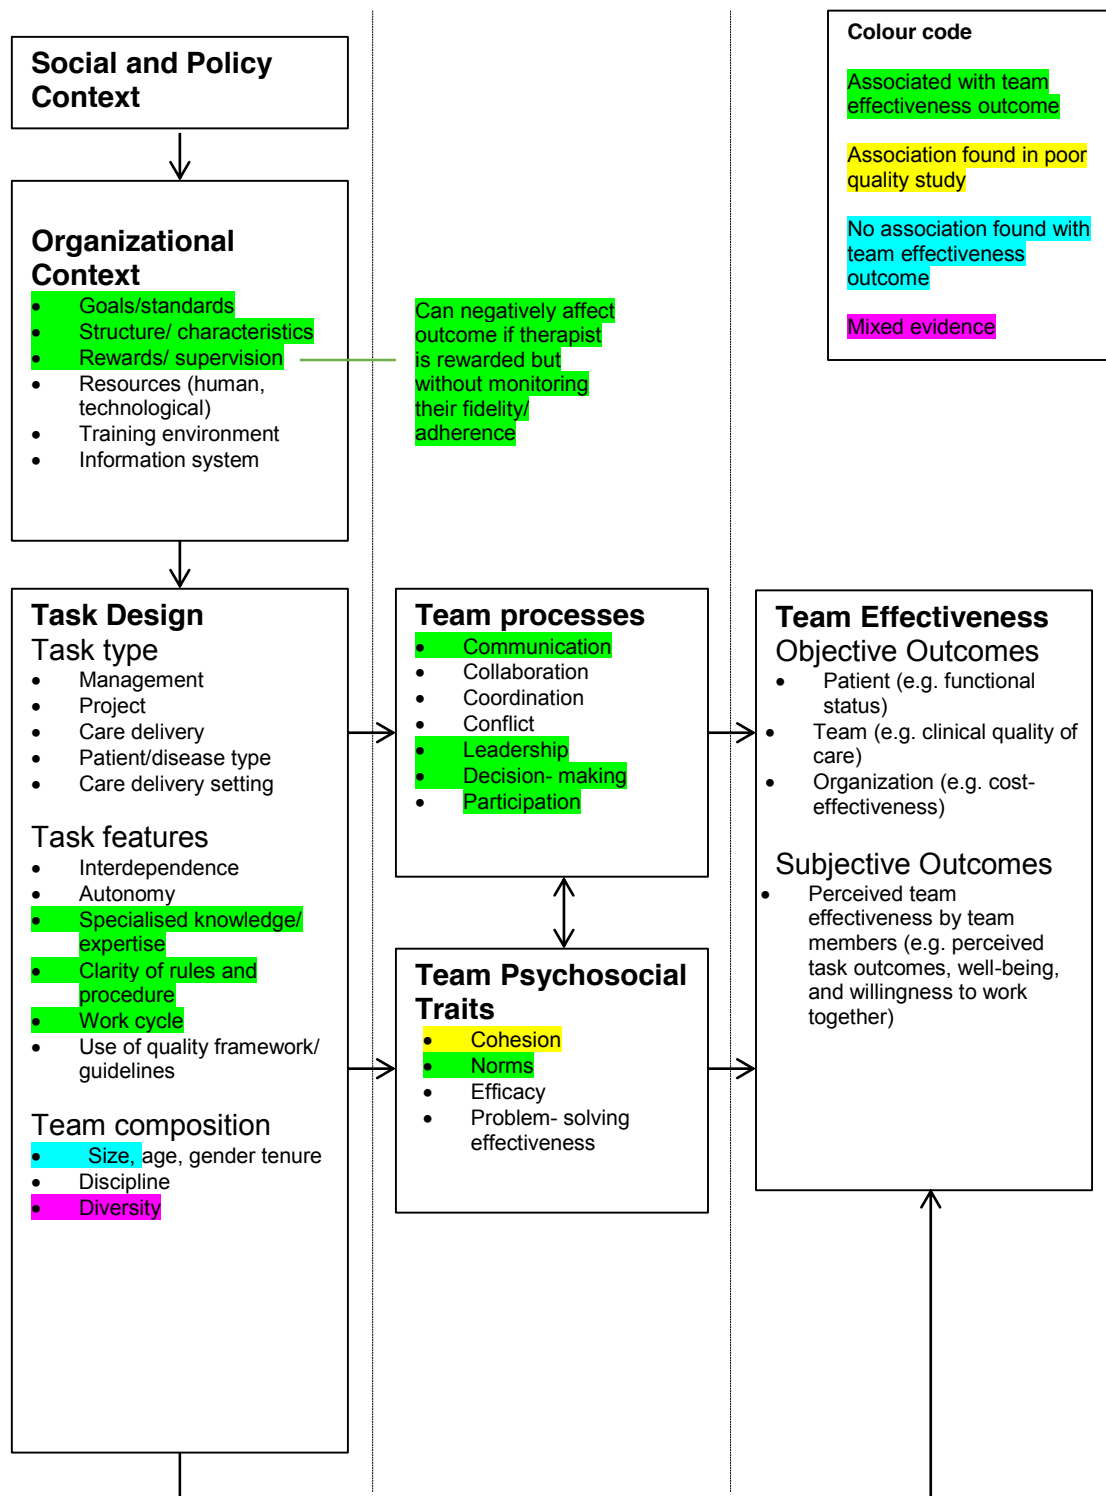 Social and Policy
Context
Organizational
Context
• Goals/standards
• Structure/ characteristics
• Rewards/ supervision
• Resources (human,
technological)
• Training environment
• Information system
Can negatively affect
outcome if therapist
is rewarded but
without monitoring
their fidelity/
adherence
Colour code
Associated with team
effectiveness outcome
Association found in poor
quality study
No association found with
team effectiveness
outcome
Mixed evidence
Task Design
Task type
• Management
• Project
• Care delivery
• Patient/disease type
• Care delivery setting
Task features
• Interdependence
• Autonomy
• Specialised knowledge/
expertise
• Clarity of rules and
procedure
• Work cycle
• Use of quality framework/
guidelines
Team composition
• Size, age, gender tenure
• Discipline
• Diversity
Team processes
• Communication
• Collaboration
• Coordination
• Conflict
• Leadership
• Decision- making
• Participation
Team Psychosocial
Traits
• Cohesion
• Norms
• Efficacy
• Problem- solving
effectiveness
Team Effectiveness
Objective Outcomes
• Patient (e.g. functional
status)
• Team (e.g. clinical quality of
care)
• Organization (e.g. cost-
effectiveness)
Subjective Outcomes
• Perceived team
effectiveness by team
members (e.g. perceived
task outcomes, well-being,
and willingness to work
together)